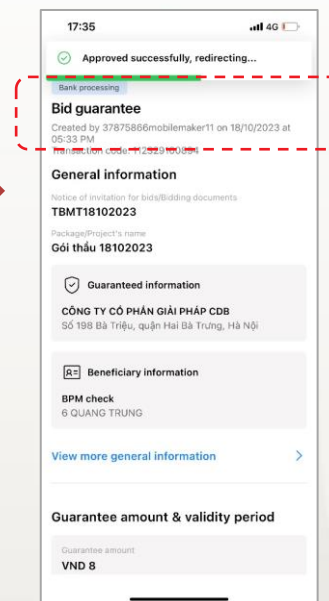 17:35
4G
Approved successfully, redirecting...
Bank processing
Bid guarantee
Created by 37875866mobilemaker11 on 18/10/2023 at
05:33 PM
Transaction code:
General information
Notice of invitation for bids/Bidding documents
TBMT18102023
Package/Project's name
Gói thầu 18102023
Guaranteed information
CÔNG TY CỔ PHẦN GIẢI PHÁP CDB
Số 198 Bà Triệu, quận Hai Bà Trưng, Hà Nội
Beneficiary information
BPM check
6 QUANG TRUNG
View more general information
Guarantee amount & validity period
Guarantee amount
VND 8